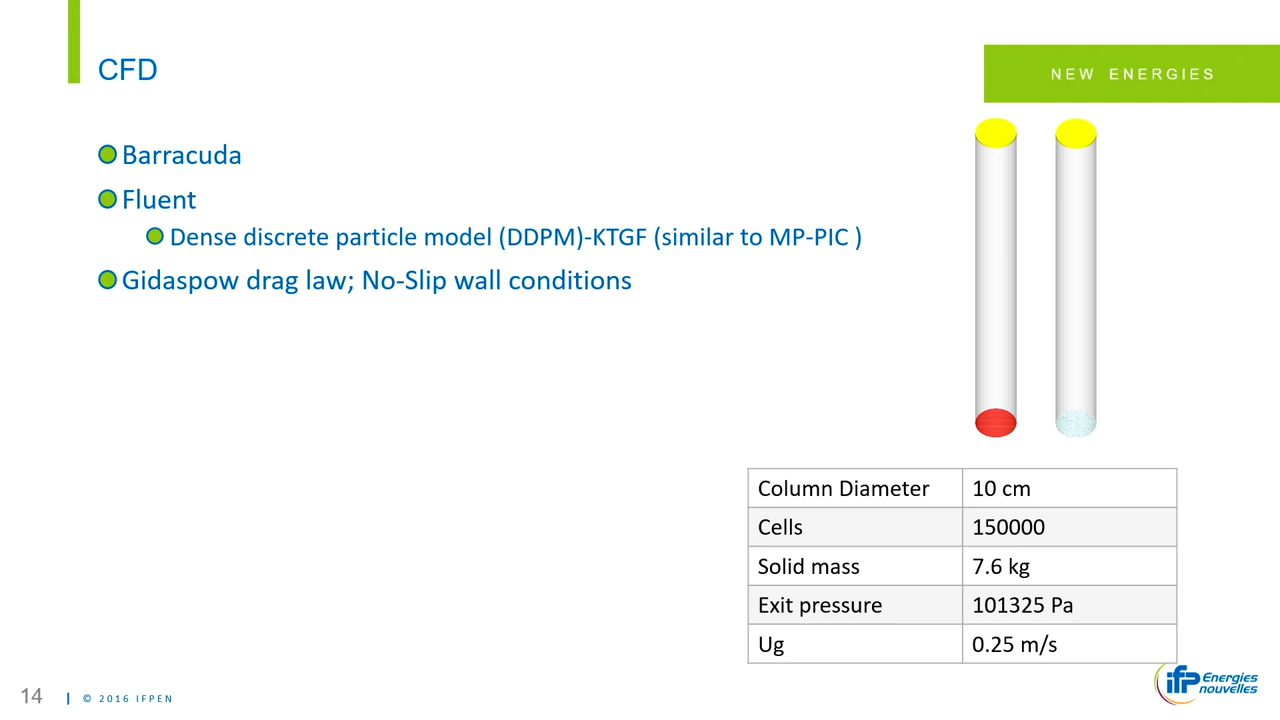 CFD
NEW ENERGIES
Barracuda
Fluent
Dense discrete particle model (DDPM)-KTGF (similar to MP-PIC )
Gidaspow drag law; No-Slip wall conditions
Column Diameter 10 cm
Cells 150000
Solid mass 7.6 kg
Exit pressure 101325 Pa
Ug 0.25 m/s
14 | © 2016 IFPEN
ifp Energies
nouvelles